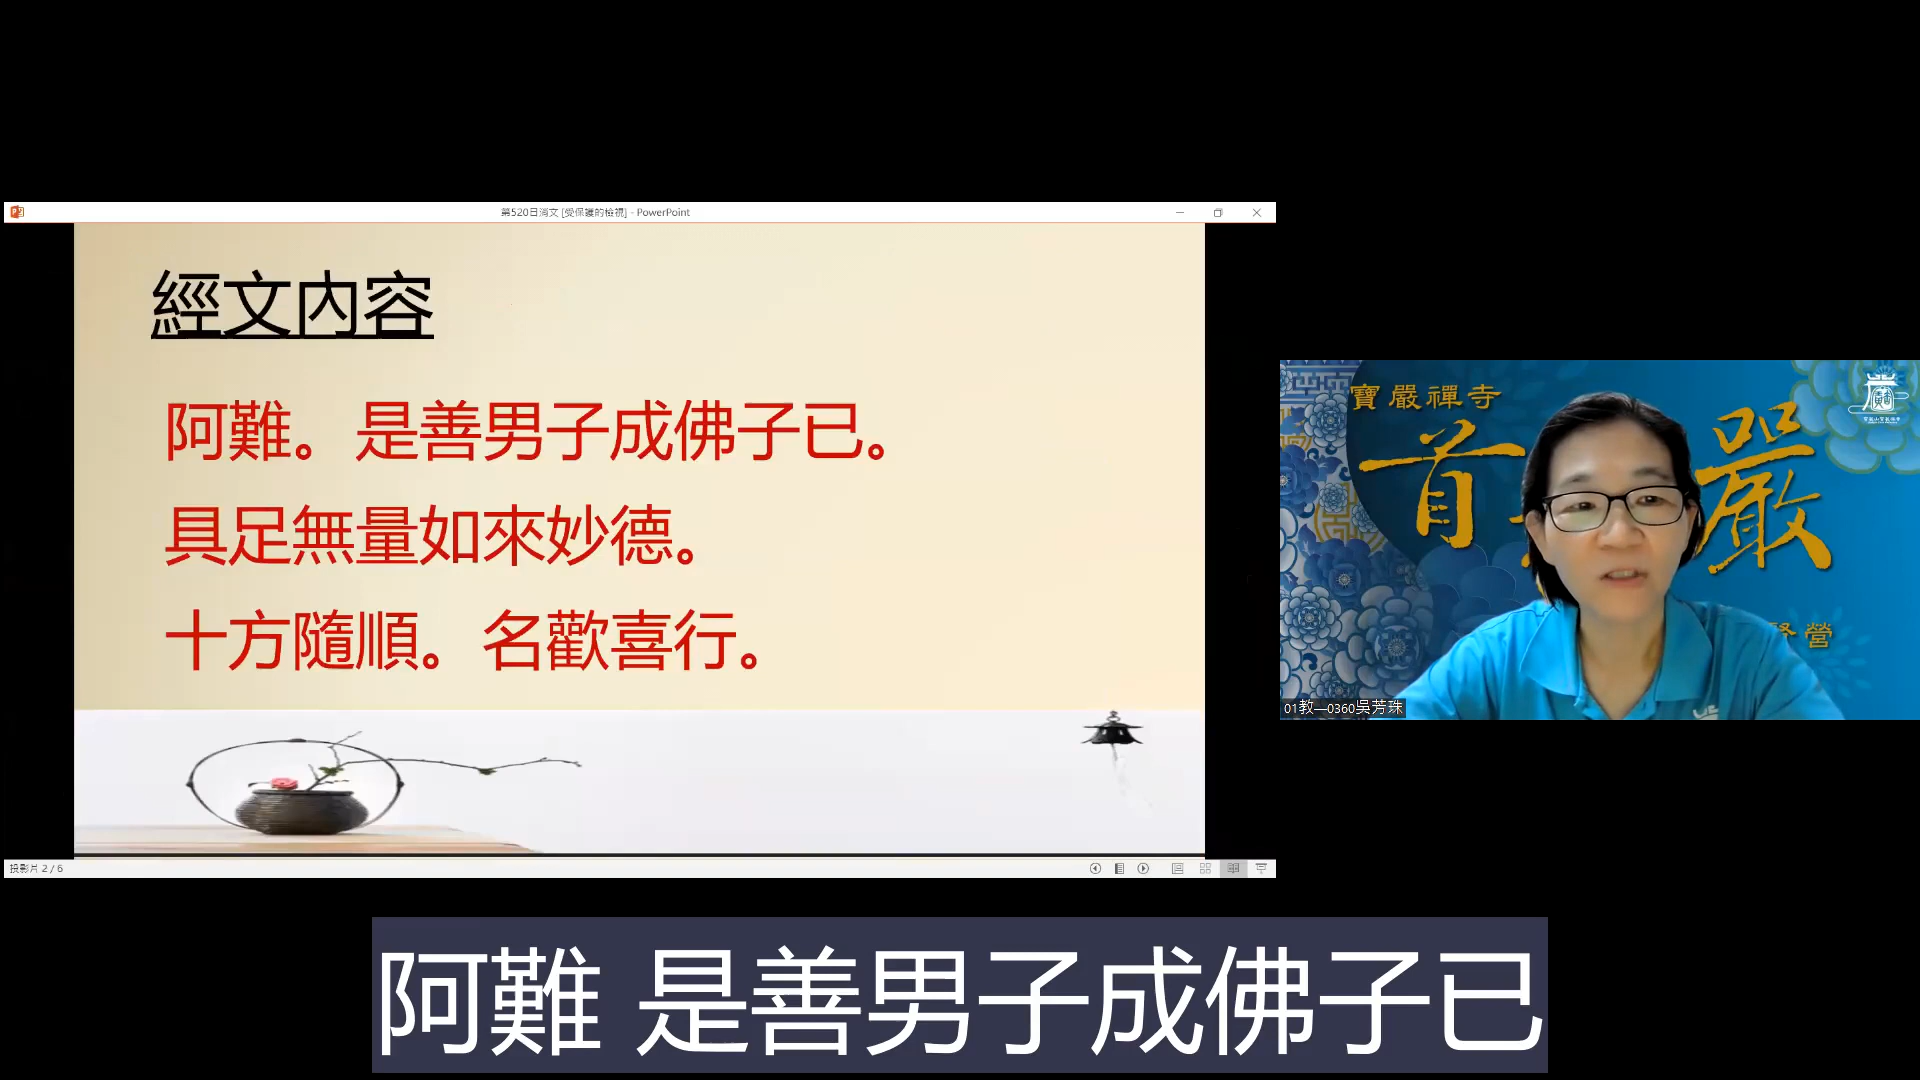 第520日消文 [受保護的檢視] - PowerPoint
經文內容
阿難。是善男子成佛子已。
具足無量如來妙德。
十方隨順。名歡喜行。
投影片 2 / 6
寶嚴禪寺
首 嚴
營
01教—0360吳芳珠
阿難 是善男子成佛子已